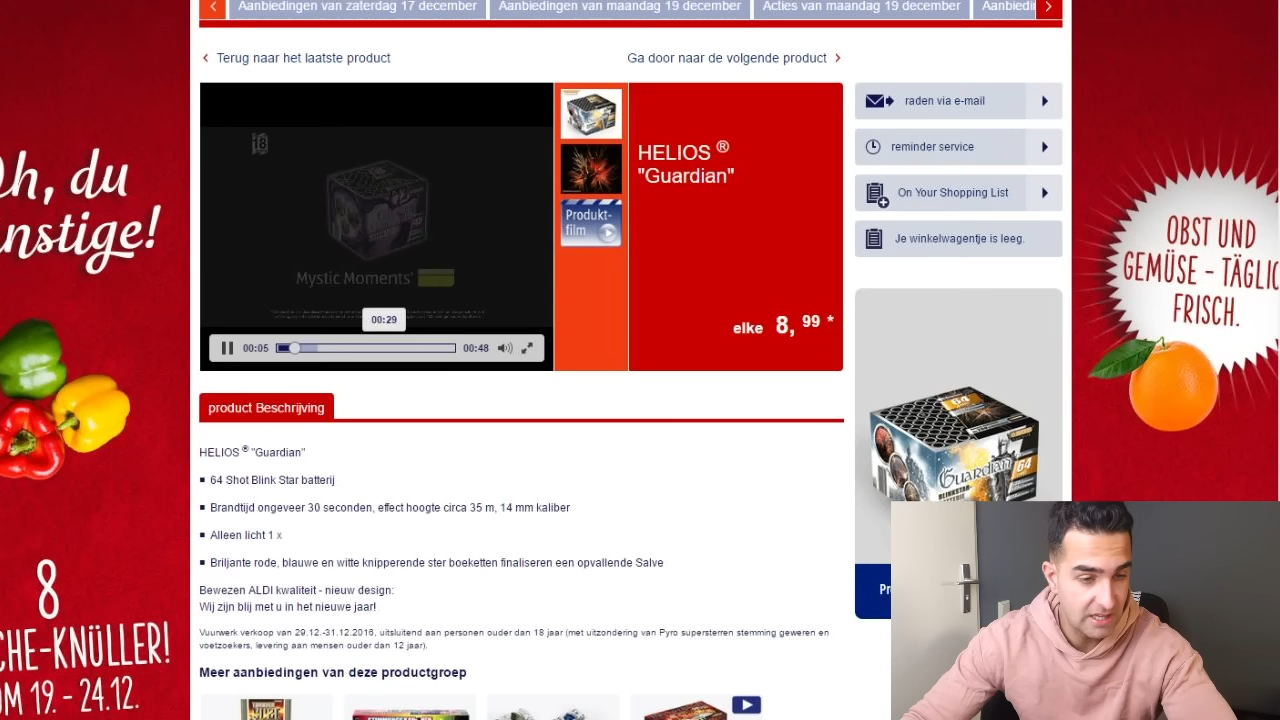 Aanbiedingen van zaterdag 17 december
Aanbiedingen van maandag 19 december
Acties van maandag 19 december
Terug naar het laatste product
Ga door naar de volgende product
18
Mystic Moments
00:29
00:05
00:48
Produkt-
film
HELIOS ®
"Guardian"
elke 8, 99 *
raden via e-mail
reminder service
On Your Shopping List
Je winkelwagentje is leeg.
64
Guardian
64
product Beschrijving
HELIOS ® "Guardian"
64 Shot Blink Star batterij
Brandtijd ongeveer 30 seconden, effect hoogte circa 35 m, 14 mm kaliber
Alleen licht 1 x
Briljante rode, blauwe en witte knipperende ster boeketten finaliseren een opvallende Salve
Bewezen ALDI kwaliteit - nieuw design:
Wij zijn blij met u in het nieuwe jaar!
Vuurwerk verkoop van 29.12.-31.12.2016, uitsluitend aan personen ouder dan 18 jaar (met uitzondering van Pyro supersterren stemming geweren en
voetzoekers, levering aan mensen ouder dan 12 jaar).
Meer aanbiedingen van deze productgroep
du
nstige!
8
CHE-KNÜLLER!
OM 19. - 24.12.
OBST UND
GEMÜSE - TÄGLIC
FRISCH.